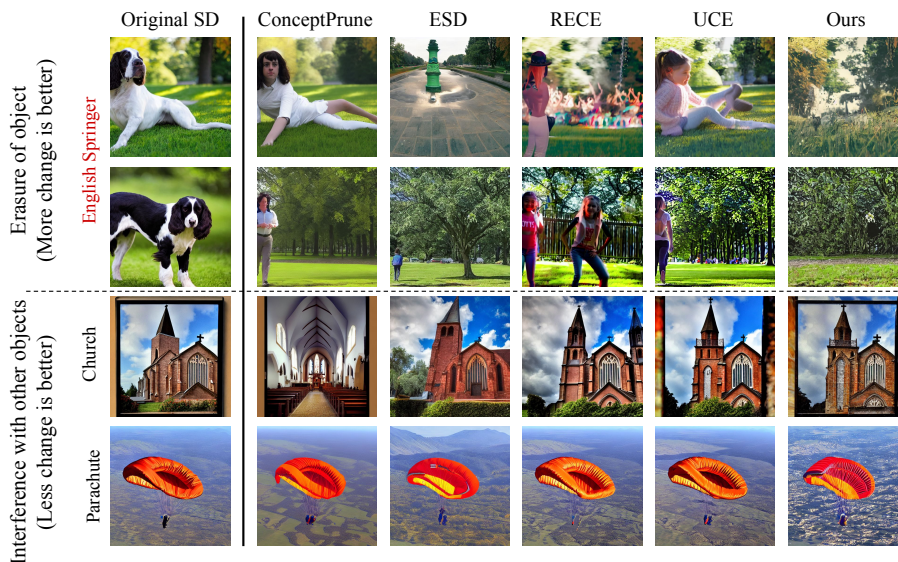 Original SD
ConceptPrune
ESD
RECE
UCE
Ours
Erasure of object
(More change is better)
English Springer
Interference with other objects
(Less change is better)
Church
Parachute